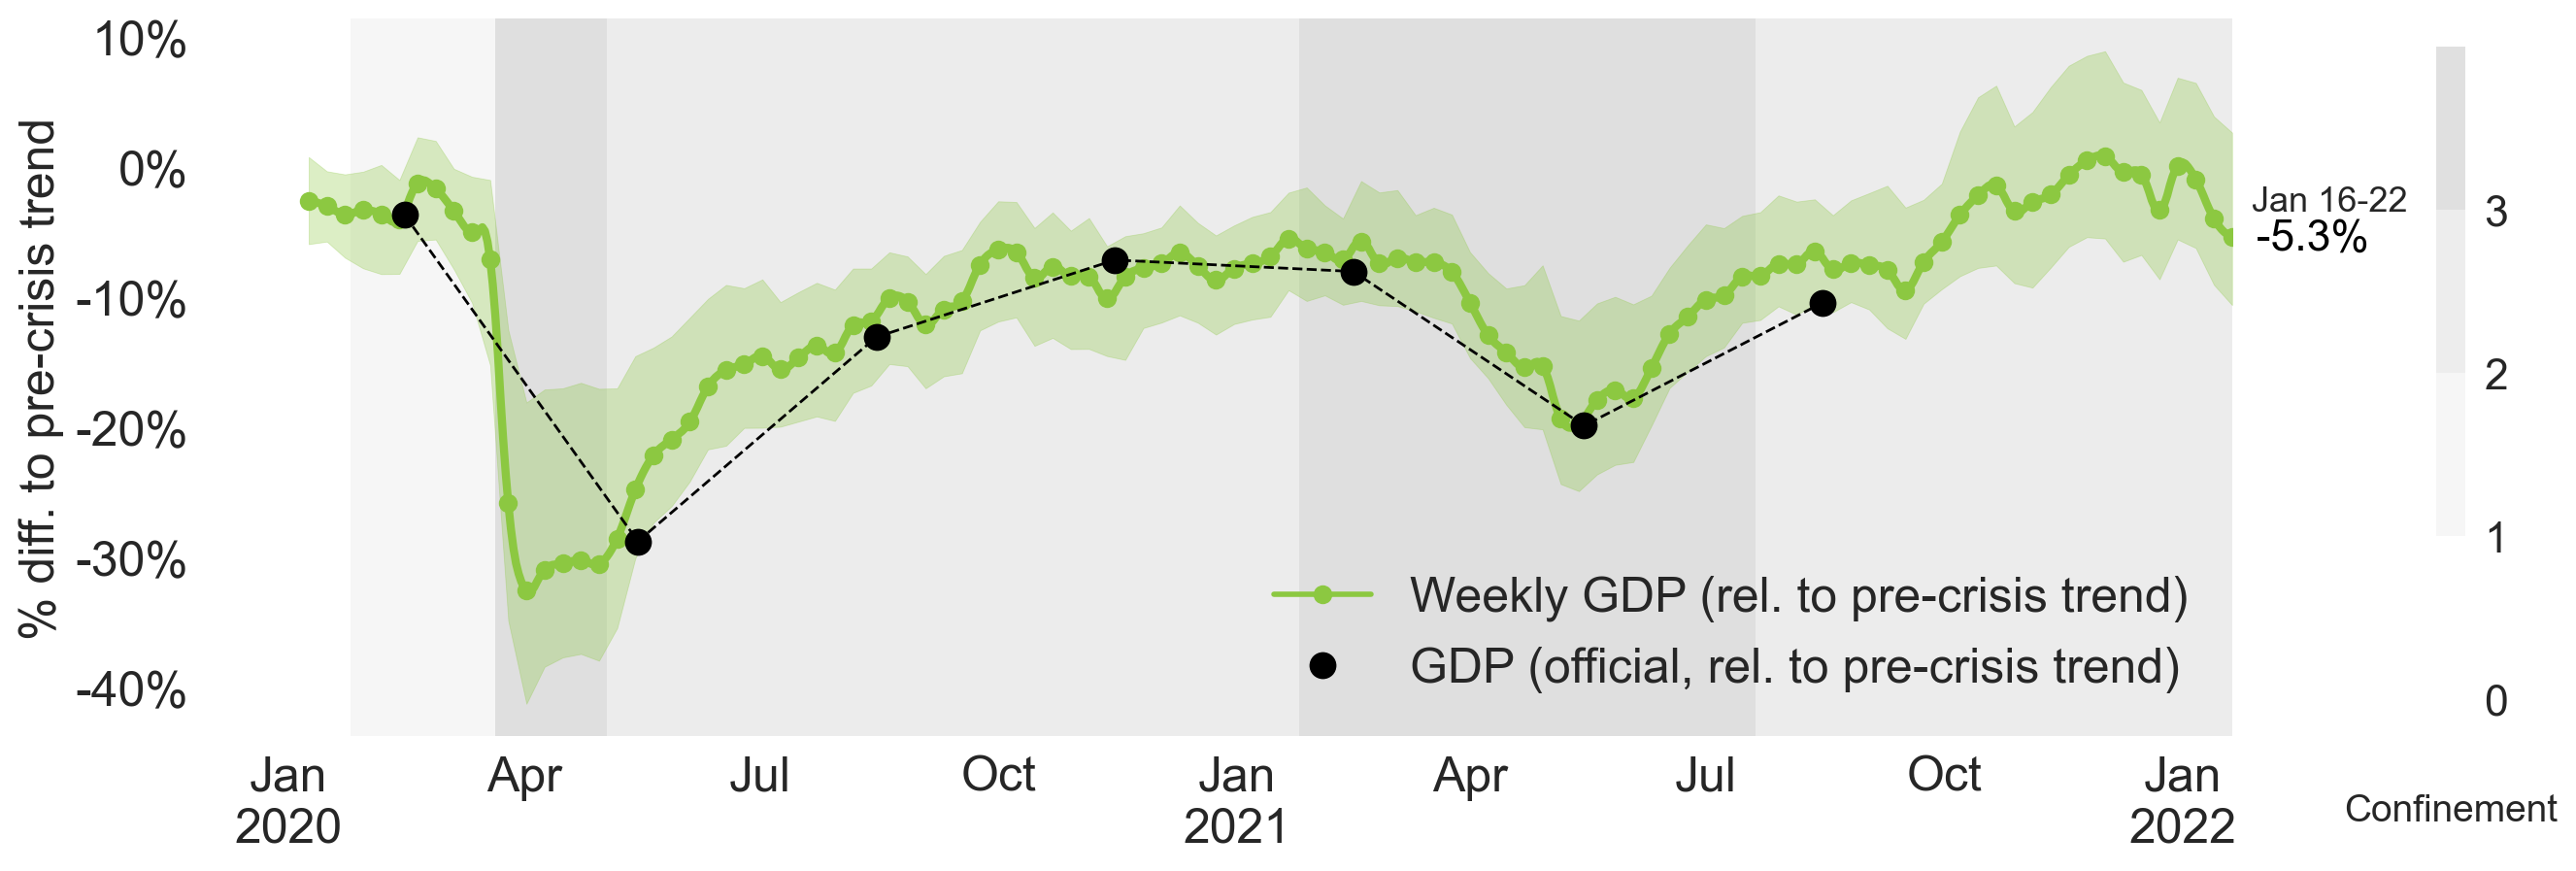 % diff. to pre-crisis trend
10%
0%
-10%
-20%
-30%
-40%
Jan 16-22
-5.3%
Weekly GDP (rel. to pre-crisis trend)
GDP (official, rel. to pre-crisis trend)
Jan Apr Jul Oct Jan Apr Jul Oct Jan
2020 2021 2022
3
2
1
0
Confinement